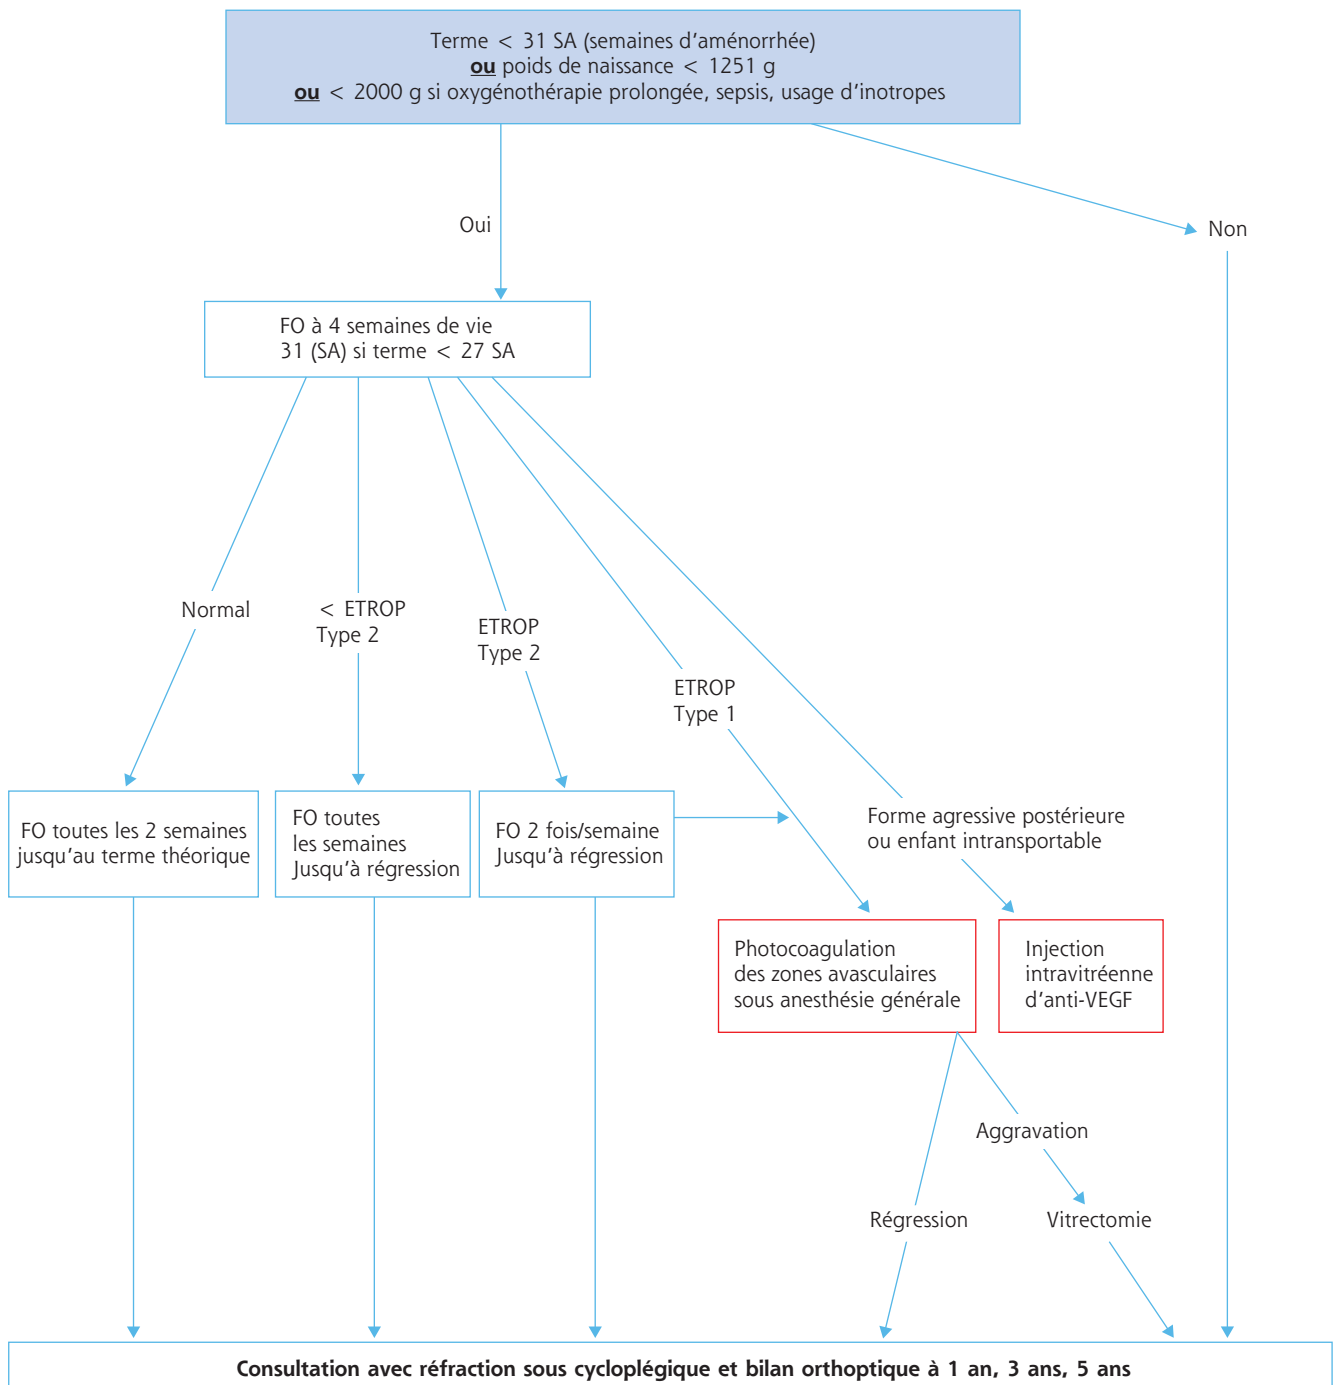 Terme < 31 SA (semaines d'aménorrhée)
ou poids de naissance < 1251 g
ou < 2000 g si oxygénothérapie prolongée, sepsis, usage d'inotropes
Oui
Non
FO à 4 semaines de vie
31 (SA) si terme < 27 SA
Normal
< ETROP
Type 2
ETROP
Type 2
ETROP
Type 1
Forme agressive postérieure
ou enfant intransportable
FO toutes les 2 semaines
jusqu'au terme théorique
FO toutes
les semaines
Jusqu'à régression
FO 2 fois/semaine
Jusqu'à régression
Photocoagulation
des zones avasculaires
sous anesthésie générale
Injection
intravitréenne
d'anti-VEGF
Aggravation
Régression
Vitrectomie
Consultation avec réfraction sous cycloplégique et bilan orthoptique à 1 an, 3 ans, 5 ans